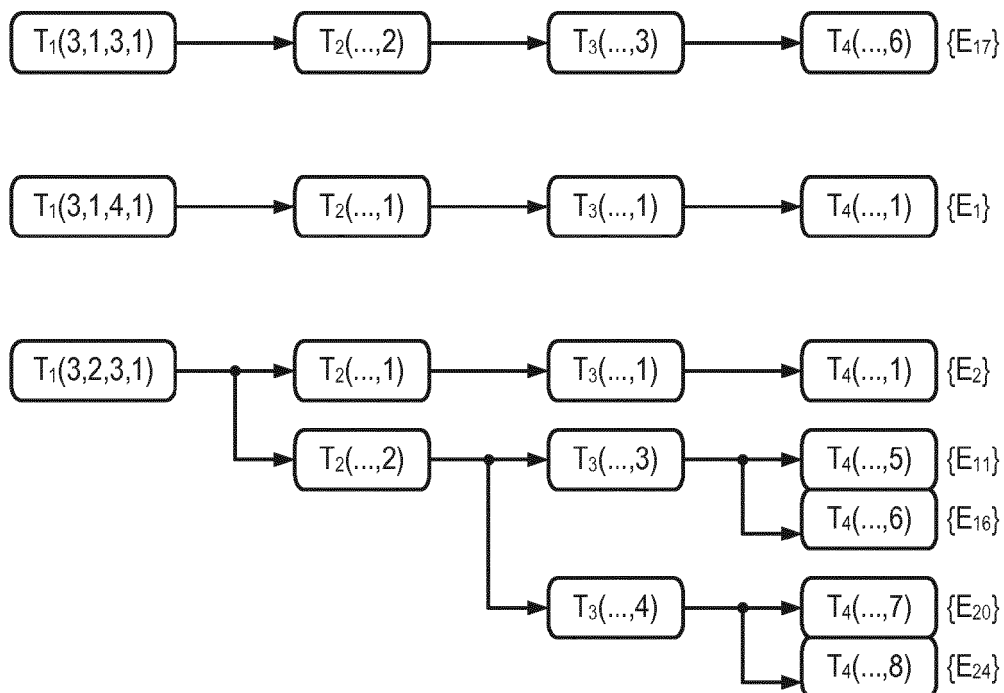 T₁(3,1,3,1) T₂(...,2) T₃(...,3) T₄(...,6) {E₁₇}
T₁(3,1,4,1) T₂(...,1) T₃(...,1) T₄(...,1) {E₁}
T₁(3,2,3,1) T₂(...,1) T₃(...,1) T₄(...,1) {E₂}
T₂(...,2) T₃(...,3) T₄(...,5) {E₁₁}
T₄(...,6) {E₁₆}
T₃(...,4) T₄(...,7) {E₂₀}
T₄(...,8) {E₂₄}